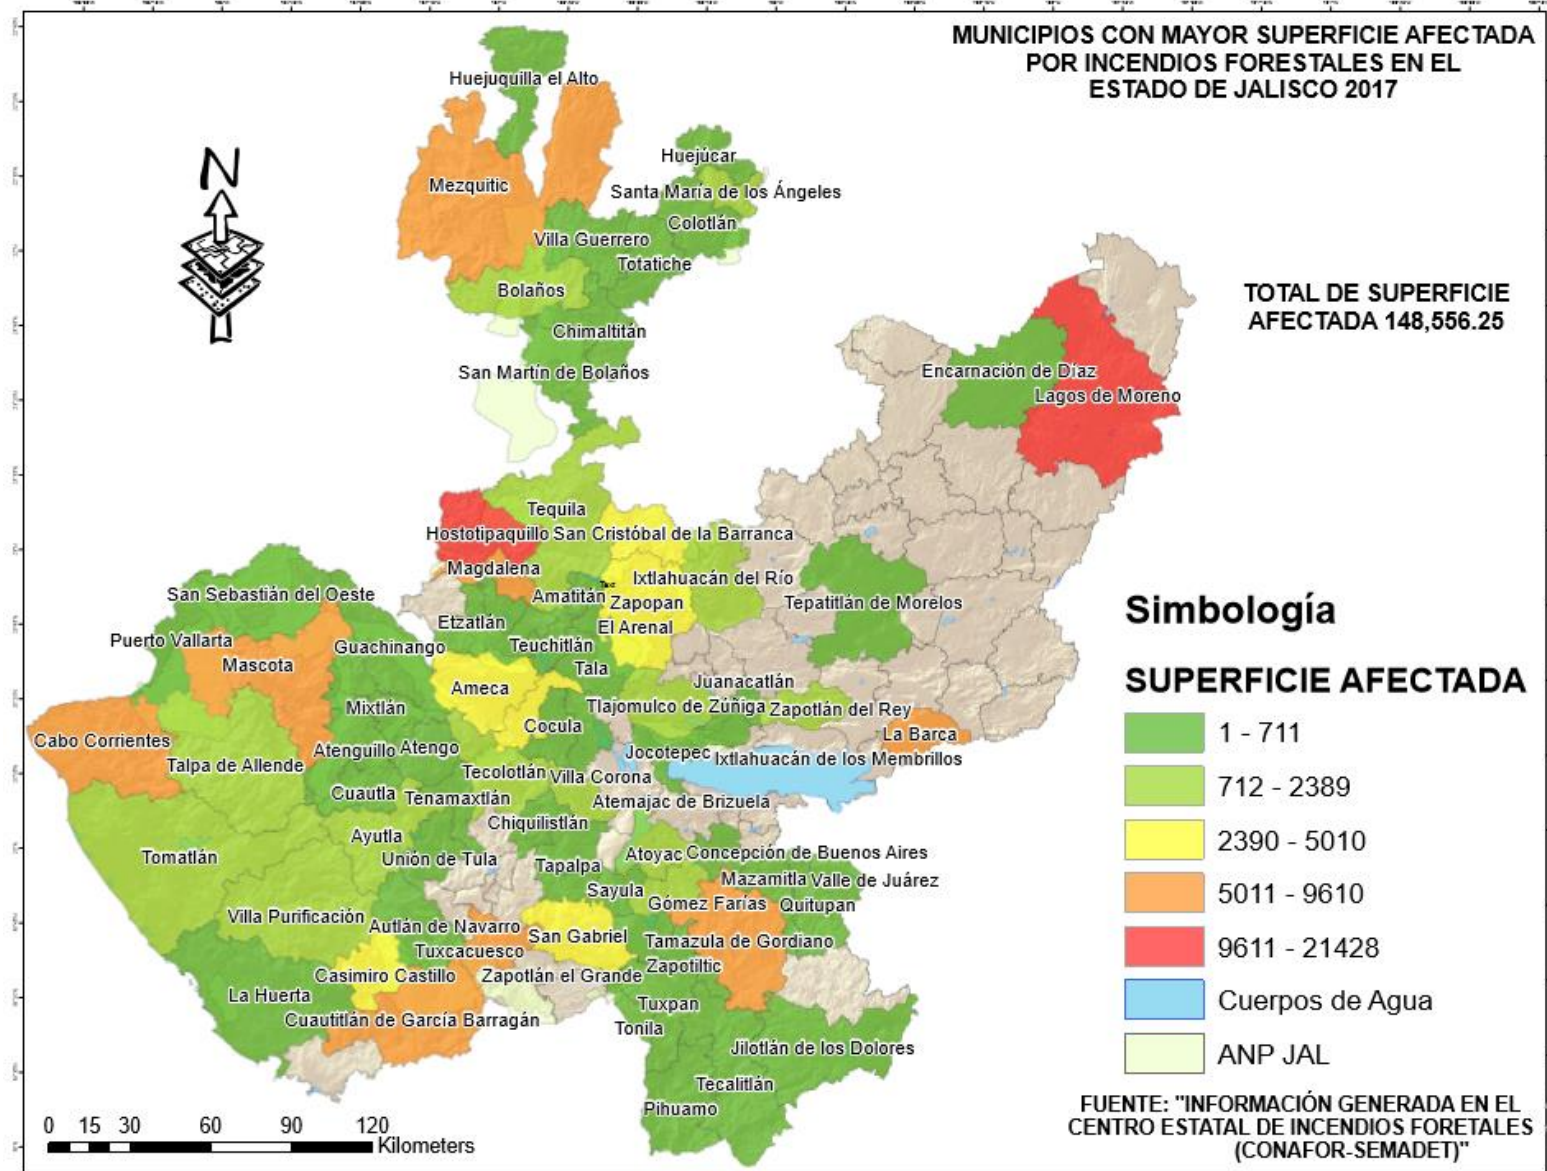 MUNICIPIOS CON MAYOR SUPERFICIE AFECTADA
POR INCENDIOS FORESTALES EN EL
ESTADO DE JALISCO 2017
N
TOTAL DE SUPERFICIE
AFECTADA 148,556.25
Huejuquilla el Alto
Huejúcar
Mezquitic
Santa María de los Ángeles
Colotlán
Villa Guerrero
Totatiche
Bolaños
Chimaltitán
San Martín de Bolaños
Encarnación de Díaz
Lagos de Moreno
Tequila
Hostotipaquillo
San Cristóbal de la Barranca
Magdalena
Ixtlahuacán del Río
San Sebastián del Oeste
Amatitán
Zapopan
Tepatitlán de Morelos
Etzatlán
El Arenal
Puerto Vallarta
Guachinango
Teuchitlán
Mascota
Tala
Ameca
Juanacatlán
Mixtlán
Tlajomulco de Zúñiga
Zapotlán del Rey
Cocula
La Barca
Cabo Corrientes
Atenguillo
Atengo
Jocotepec
Ixtlahuacán de los Membrillos
Talpa de Allende
Tecolotlán
Villa Corona
Cuautla
Tenamaxtlán
Atemajac de Brizuela
Chiquilistlán
Ayutla
Tomatlán
Unión de Tula
Tapalpa
Atoyac
Concepción de Buenos Aires
Mazamitla
Valle de Juárez
Sayula
Gómez Farías
Quitupan
Villa Purificación
Autlán de Navarro
San Gabriel
Tamazula de Gordiano
Tuxcacuesco
Zapotiltic
Casimiro Castillo
Zapotlán el Grande
La Huerta
Tuxpan
Cuautitlán de García Barragán
Tonila
Jilotlán de los Dolores
Tecalitlán
Pihuamo
Simbología
SUPERFICIE AFECTADA
1 - 711
712 - 2389
2390 - 5010
5011 - 9610
9611 - 21428
Cuerpos de Agua
ANP JAL
0 15 30 60 90 120
Kilometers
FUENTE: "INFORMACIÓN GENERADA EN EL
CENTRO ESTATAL DE INCENDIOS FORETALES
(CONAFOR-SEMADET)"